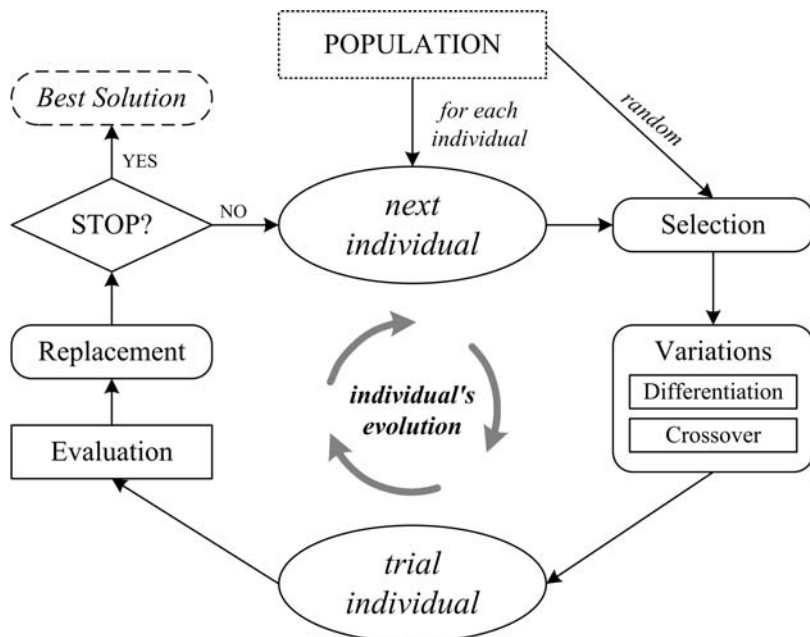 POPULATION
Best Solution
for each
individual
random
YES
STOP?
NO
next
individual
Selection
Replacement
Variations
Differentiation
Crossover
individual's
evolution
Evaluation
trial
individual